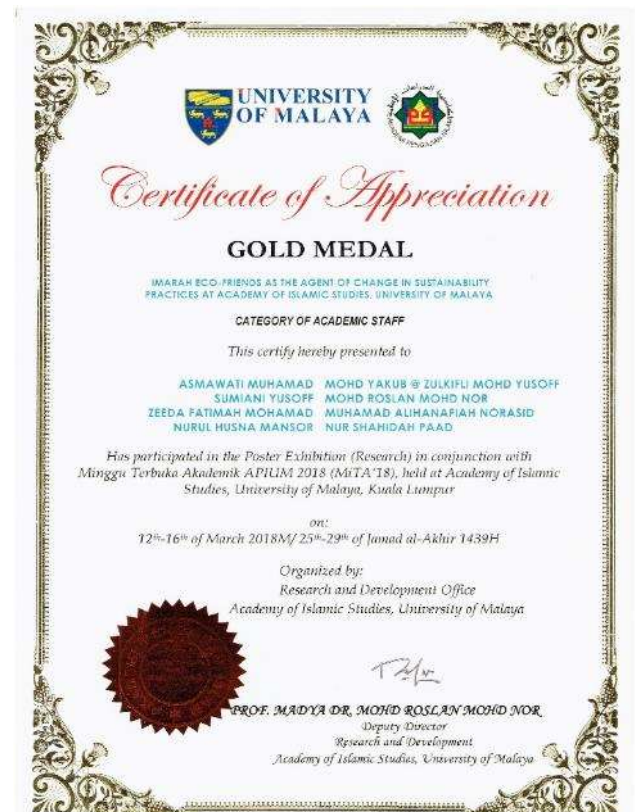 UNIVERSITY
OF MALAYA
Certificate of Appreciation
GOLD MEDAL
IMARAH ECO-FRIENDS AS THE AGENT OF CHANGE IN SUSTAINABILITY
PRACTICES AT ACADEMY OF ISLAMIC STUDIES, UNIVERSITY OF MALAYA
CATEGORY OF ACADEMIC STAFF
This certify hereby presented to
ASMAWATI MUHAMAD MOHD YAKUB @ ZULKIFLI MOHD YUSOFF
SUMIANI YUSOFF MOHD ROSLAN MOHD NOR
ZEEDA FATIMAH MOHAMAD MUHAMAD ALIHANAFIAH NORASID
NURUL HUSNA MANSOR NUR SHAHIDAH PAAD
Has participated in the Poster Exhibition (Research) in conjunction with
Minggu Terbuka Akademik APIUM 2018 (MiTA'18), held at Academy of Islamic
Studies, University of Malaya, Kuala Lumpur
on:
12th-16th of March 2018M/ 25th-29th of Jamad al-Akhir 1439H
Organized by:
Research and Development Office
Academy of Islamic Studies, University of Malaya
PROF. MADYA DR. MOHD ROSLAN MOHD NOR
Deputy Director
Research and Development
Academy of Islamic Studies, University of Malaya